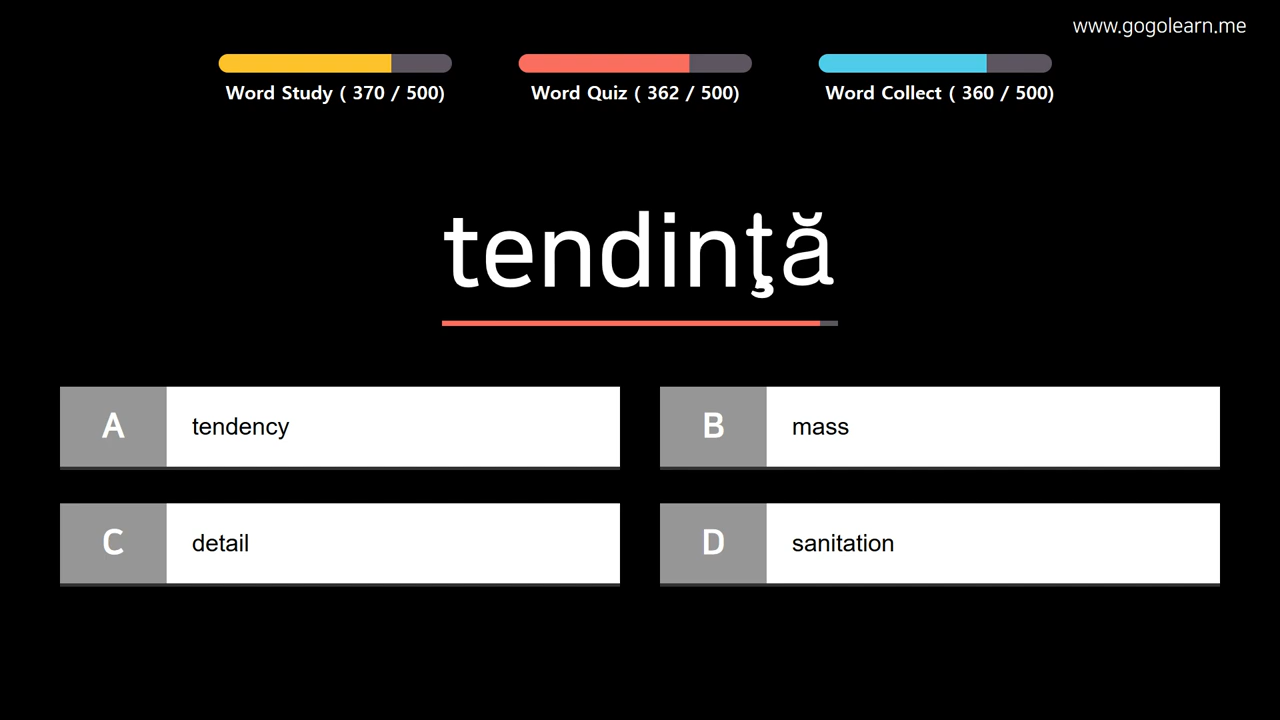 www.gogolearn.me
Word Study ( 370 / 500)
Word Quiz ( 362 / 500)
Word Collect ( 360 / 500)
tendinţă
A tendency
B mass
C detail
D sanitation